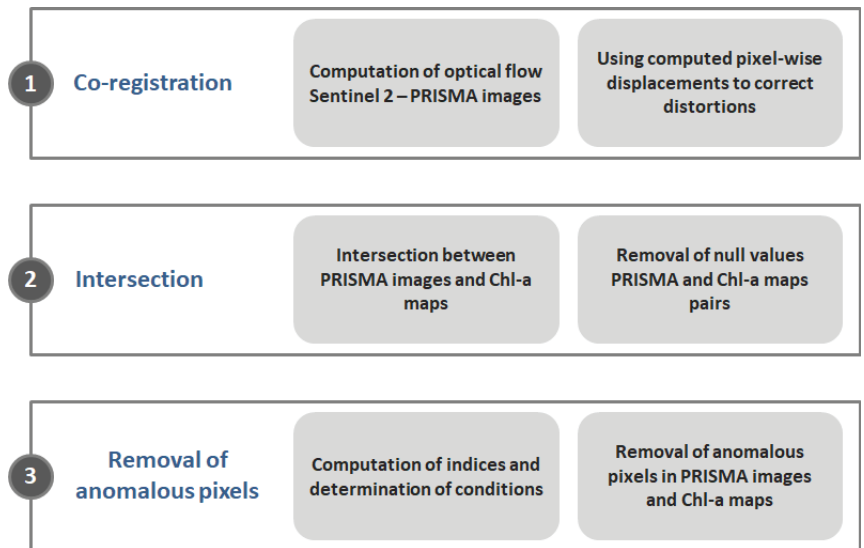 1
Co-registration
Computation of optical flow
Sentinel 2 – PRISMA images
Using computed pixel-wise
displacements to correct
distortions
2
Intersection
Intersection between
PRISMA images and Chl-a
maps
Removal of null values
PRISMA and Chl-a maps
pairs
3
Removal of
anomalous pixels
Computation of indices and
determination of conditions
Removal of anomalous
pixels in PRISMA images
and Chl-a maps